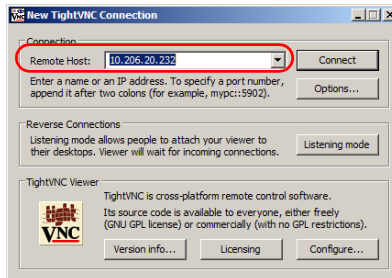 New TightVNC Connection
Connection
Remote Host: 10.206.20.232
Connect
Enter a name or an IP address. To specify a port number,
append it after two colons (for example, mypc::5902).
Options...
Reverse Connections
Listening mode allows people to attach your viewer to
their desktops. Viewer will wait for incoming connections.
Listening mode
TightVNC Viewer
tight
VNC
TightVNC is cross-platform remote control software.
Its source code is available to everyone, either freely
(GNU GPL license) or commercially (with no GPL restrictions).
Version info...
Licensing
Configure...